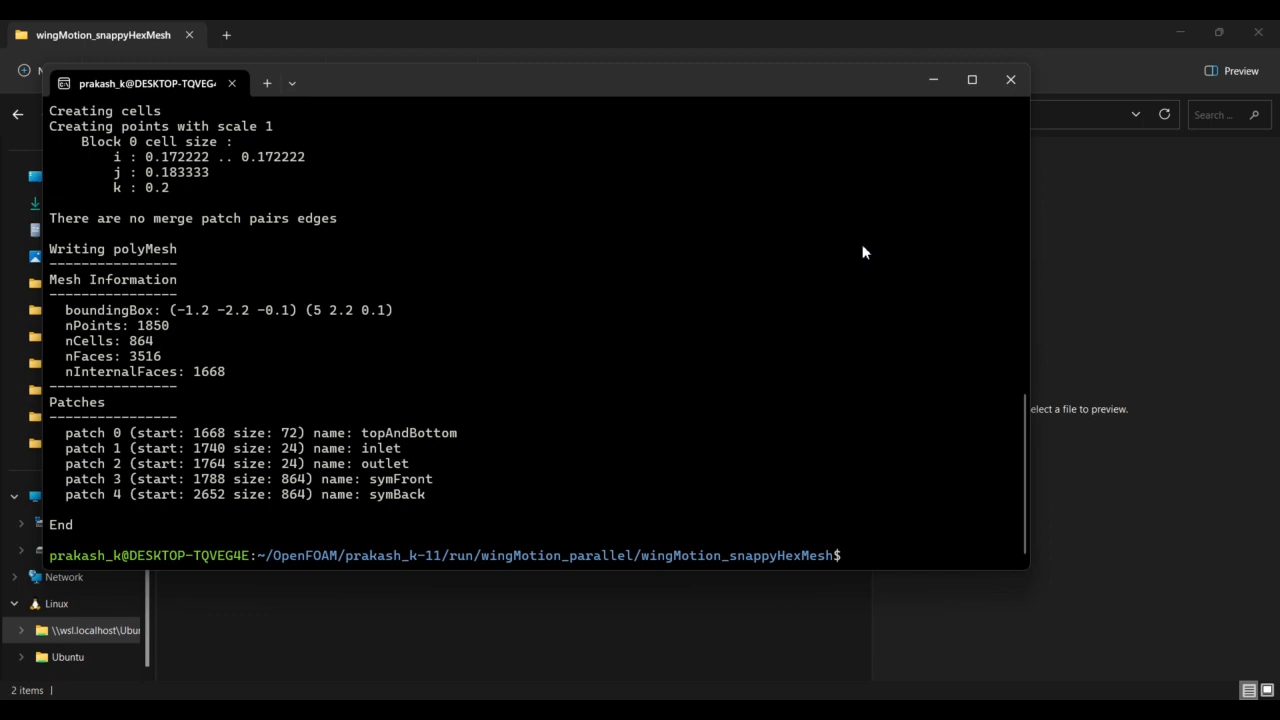 wingMotion_snappyHexMesh
Preview
prakash_k@DESKTOP-TQVEG4
Search ...
Creating cells
Creating points with scale 1
Block 0 cell size :
i : 0.172222 .. 0.172222
j : 0.183333
k : 0.2
There are no merge patch pairs edges
Writing polyMesh
----------------
Mesh Information
----------------
boundingBox: (-1.2 -2.2 -0.1) (5 2.2 0.1)
nPoints: 1850
nCells: 864
nFaces: 3516
nInternalFaces: 1668
----------------
Patches
----------------
patch 0 (start: 1668 size: 72) name: topAndBottom
patch 1 (start: 1740 size: 24) name: inlet
patch 2 (start: 1764 size: 24) name: outlet
patch 3 (start: 1788 size: 864) name: symFront
patch 4 (start: 2652 size: 864) name: symBack
End
prakash_k@DESKTOP-TQVEG4E:~/OpenFOAM/prakash_k-11/run/wingMotion_parallel/wingMotion_snappyHexMesh$
elect a file to preview.
Network
Linux
\\wsl.localhost\Ubun
Ubuntu
2 items